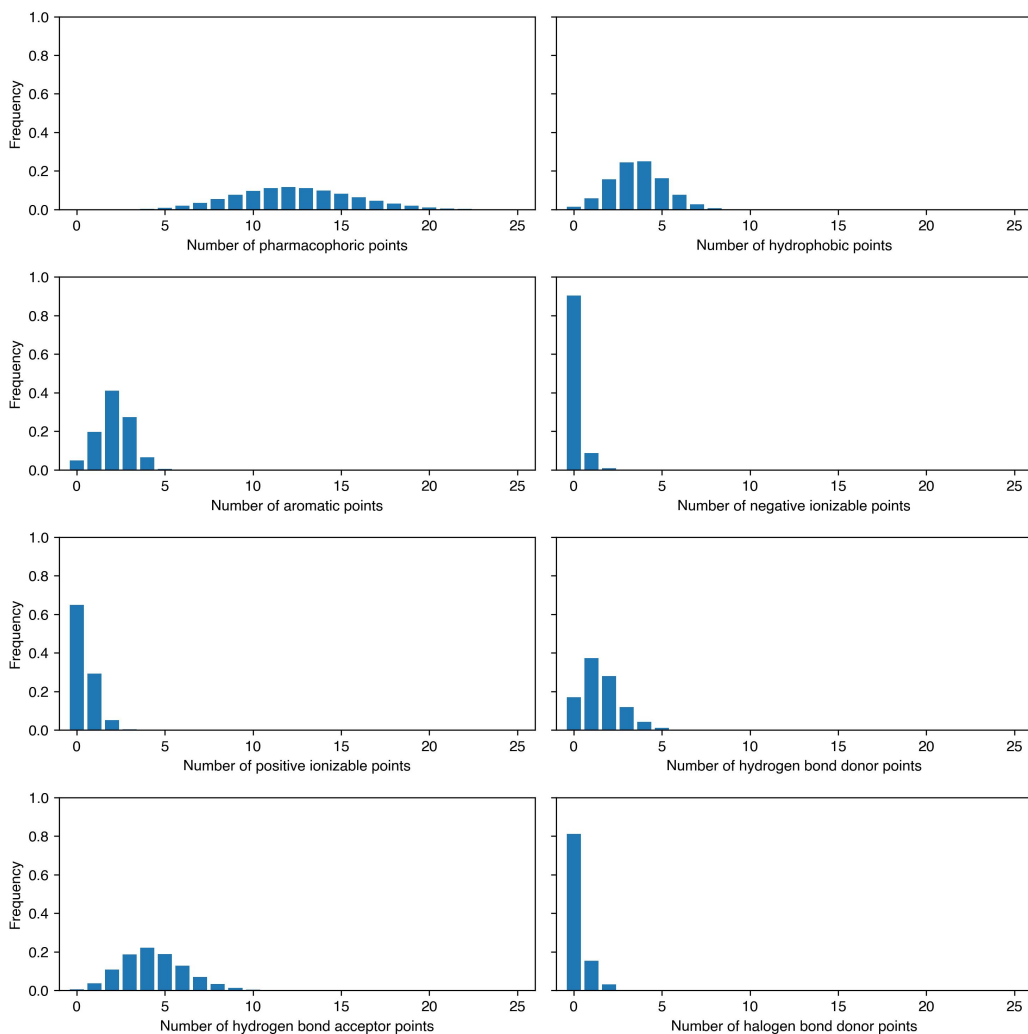 1.0
0.8
0.6
0.4
0.2
0.0
Frequency
0 5 10 15 20 25
Number of pharmacophoric points
0 5 10 15 20 25
Number of hydrophobic points
1.0
0.8
0.6
0.4
0.2
0.0
Frequency
0 5 10 15 20 25
Number of aromatic points
0 5 10 15 20 25
Number of negative ionizable points
1.0
0.8
0.6
0.4
0.2
0.0
Frequency
0 5 10 15 20 25
Number of positive ionizable points
0 5 10 15 20 25
Number of hydrogen bond donor points
1.0
0.8
0.6
0.4
0.2
0.0
Frequency
0 5 10 15 20 25
Number of hydrogen bond acceptor points
0 5 10 15 20 25
Number of halogen bond donor points